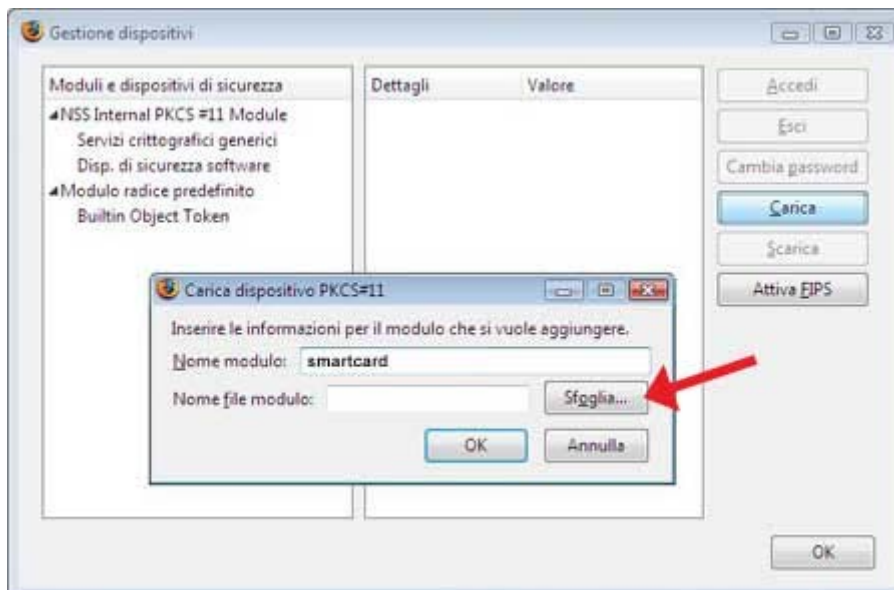 Gestione dispositivi
Moduli e dispositivi di sicurezza
NSS Internal PKCS #11 Module
Servizi crittografici generici
Disp. di sicurezza software
Modulo radice predefinito
Builtin Object Token
Dettagli Valore
Accedi
Esci
Cambia password
Carica
Scarica
Attiva FIPS
Carica dispositivo PKCS#11
Inserire le informazioni per il modulo che si vuole aggiungere.
Nome modulo: smartcard
Nome file modulo: Sfoglia...
OK Annulla
OK